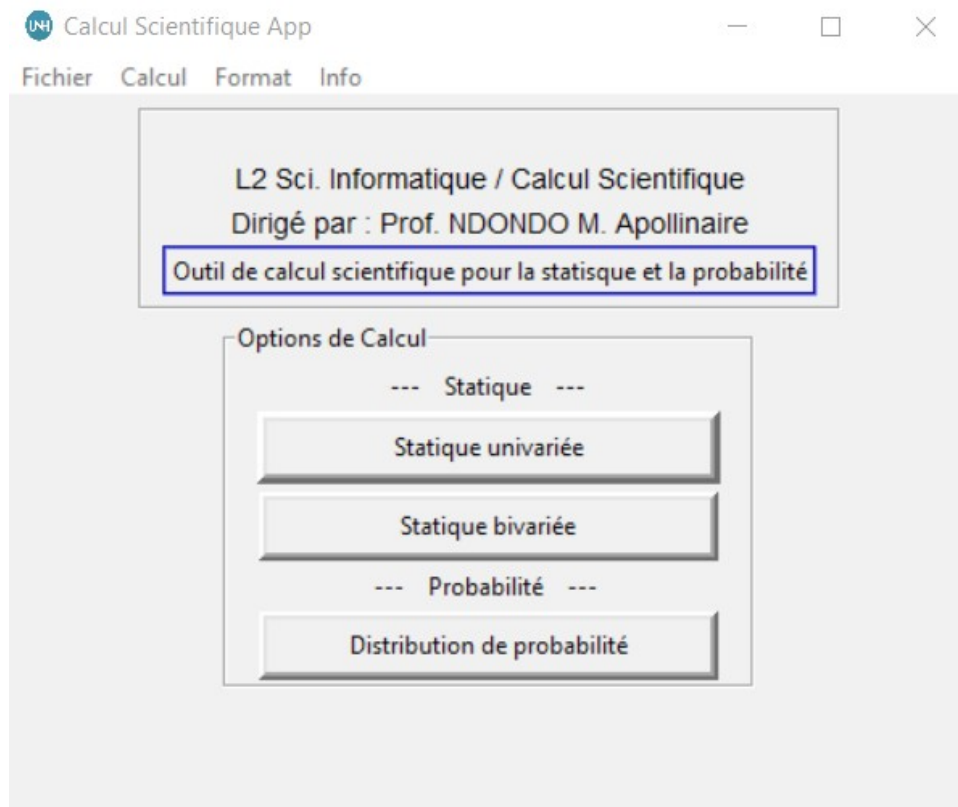 UNH Calcul Scientifique App
Fichier Calcul Format Info
L2 Sci. Informatique / Calcul Scientifique
Dirigé par : Prof. NDONDO M. Apollinaire
Outil de calcul scientifique pour la statisque et la probabilité
Options de Calcul
--- Statique ---
Statique univariée
Statique bivariée
--- Probabilité ---
Distribution de probabilité